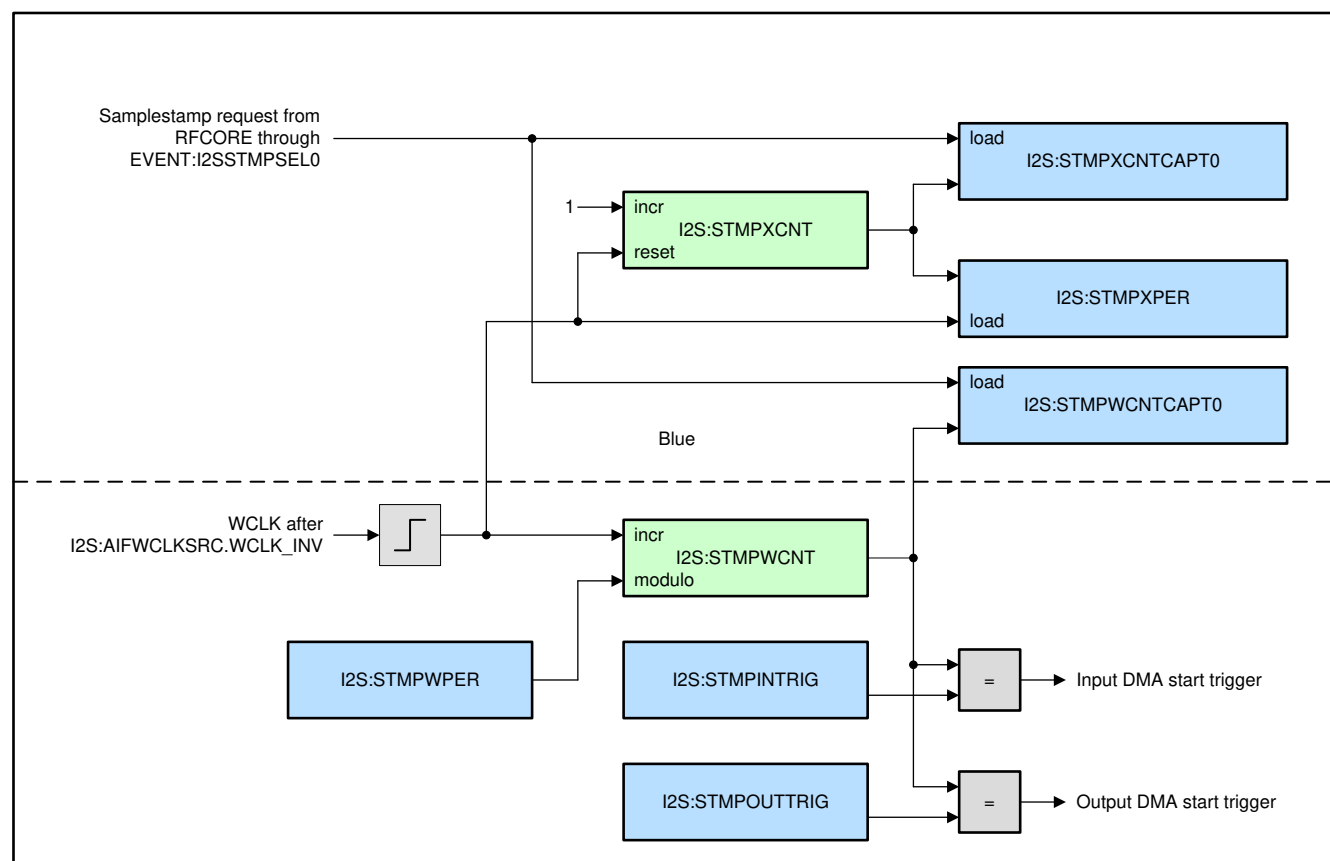 Samplestamp request from
RFCORE through
EVENT:I2SSTMPSEL0
load
I2S:STMPXCNTCAPT0
1
incr
I2S:STMPXCNT
reset
I2S:STMPXPER
load
load
I2S:STMPWCNTCAPT0
Blue
WCLK after
I2S:AIFWCLKSRC.WCLK_INV
incr
I2S:STMPWCNT
modulo
I2S:STMPWPER
I2S:STMPINTRIG
=
Input DMA start trigger
I2S:STMPOUTTRIG
=
Output DMA start trigger